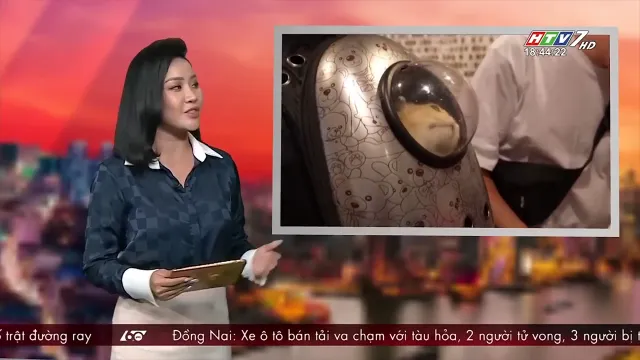 HTV7 HD
18:44:22
ố trật đường ray
60
Đồng Nai: Xe ô tô bán tải va chạm với tàu hỏa, 2 người tử vong, 3 người bị t